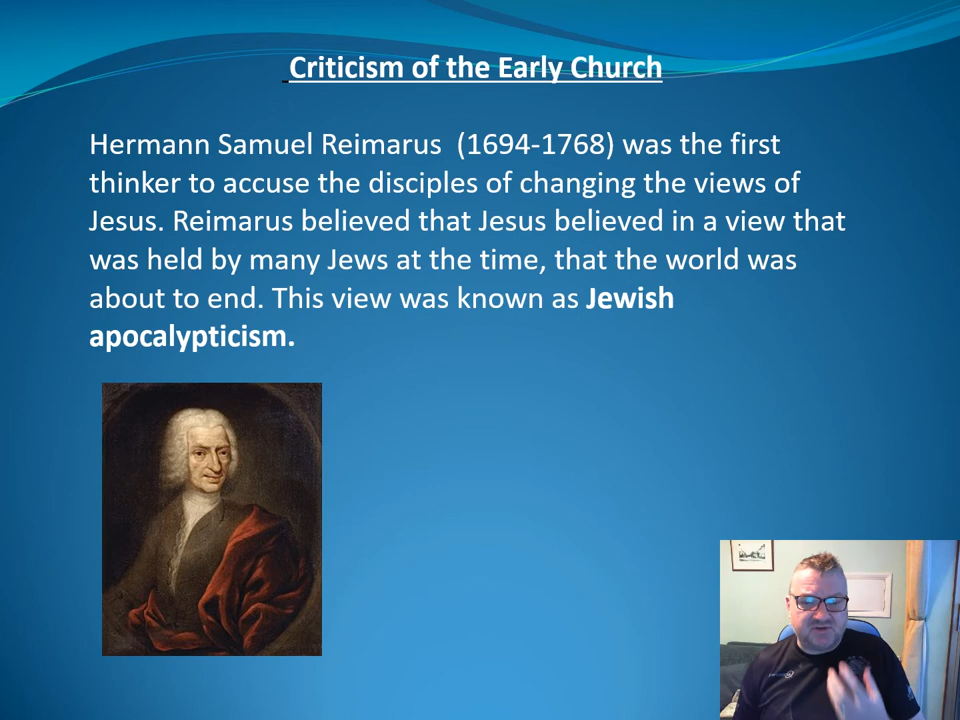 Criticism of the Early Church
Hermann Samuel Reimarus  (1694-1768) was the first
thinker to accuse the disciples of changing the views of
Jesus. Reimarus believed that Jesus believed in a view that
was held by many Jews at the time, that the world was
about to end. This view was known as Jewish
apocalypticism.